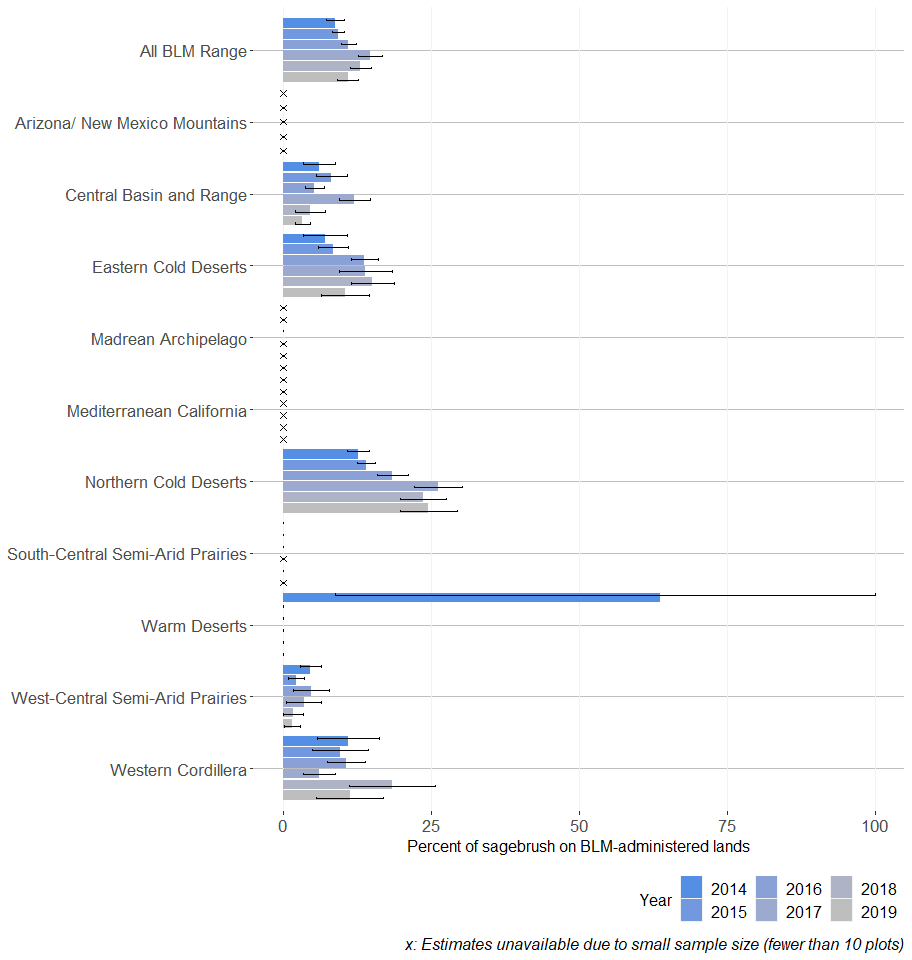 All BLM Range
Arizona/ New Mexico Mountains
Central Basin and Range
Eastern Cold Deserts
Madrean Archipelago
Mediterranean California
Northern Cold Deserts
South-Central Semi-Arid Prairies
Warm Deserts
West-Central Semi-Arid Prairies
Western Cordillera
0 25 50 75 100
Percent of sagebrush on BLM-administered lands
Year
2014 2016 2018
2015 2017 2019
x: Estimates unavailable due to small sample size (fewer than 10 plots)